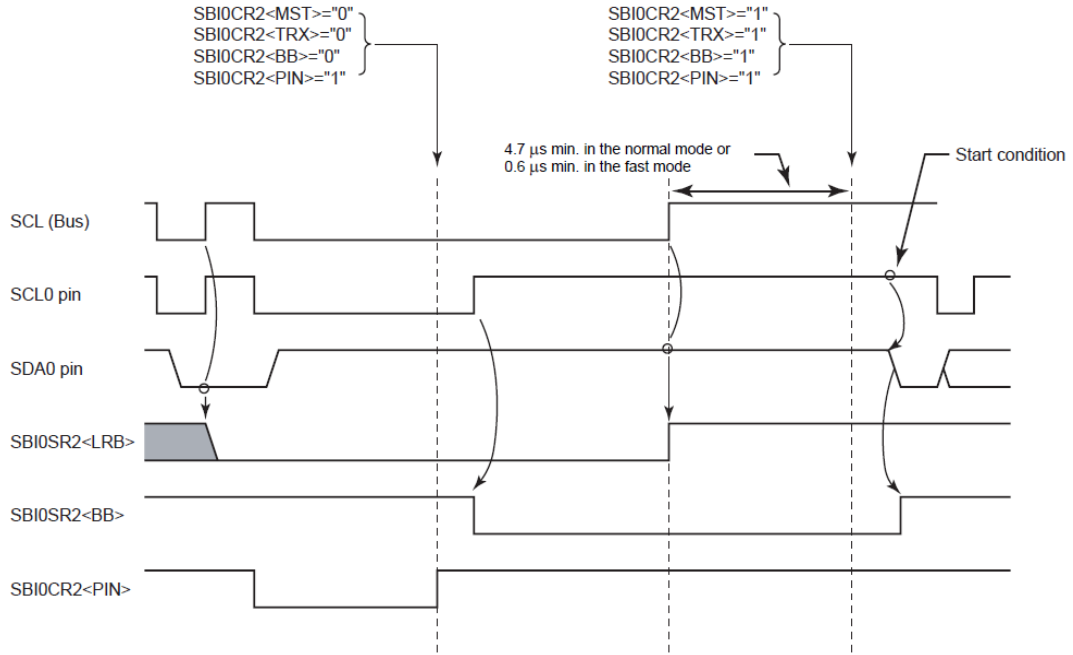 SBI0CR2<MST>="0"
SBI0CR2<TRX>="0"
SBI0CR2<BB>="0"
SBI0CR2<PIN>="1"
SBI0CR2<MST>="1"
SBI0CR2<TRX>="1"
SBI0CR2<BB>="1"
SBI0CR2<PIN>="1"
4.7 μs min. in the normal mode or
0.6 μs min. in the fast mode
Start condition
SCL (Bus)
SCL0 pin
SDA0 pin
SBI0SR2<LRB>
SBI0SR2<BB>
SBI0CR2<PIN>